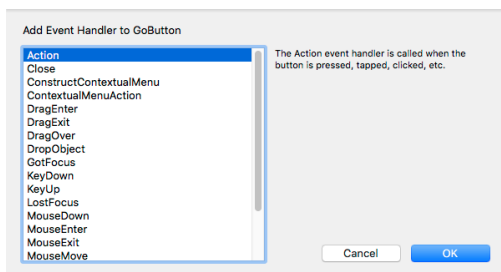 Add Event Handler to GoButton
Action
Close
ConstructContextualMenu
ContextualMenuAction
DragEnter
DragExit
DragOver
DropObject
GotFocus
KeyDown
KeyUp
LostFocus
MouseDown
MouseEnter
MouseExit
MouseMove
The Action event handler is called when the
button is pressed, tapped, clicked, etc.
Cancel
OK